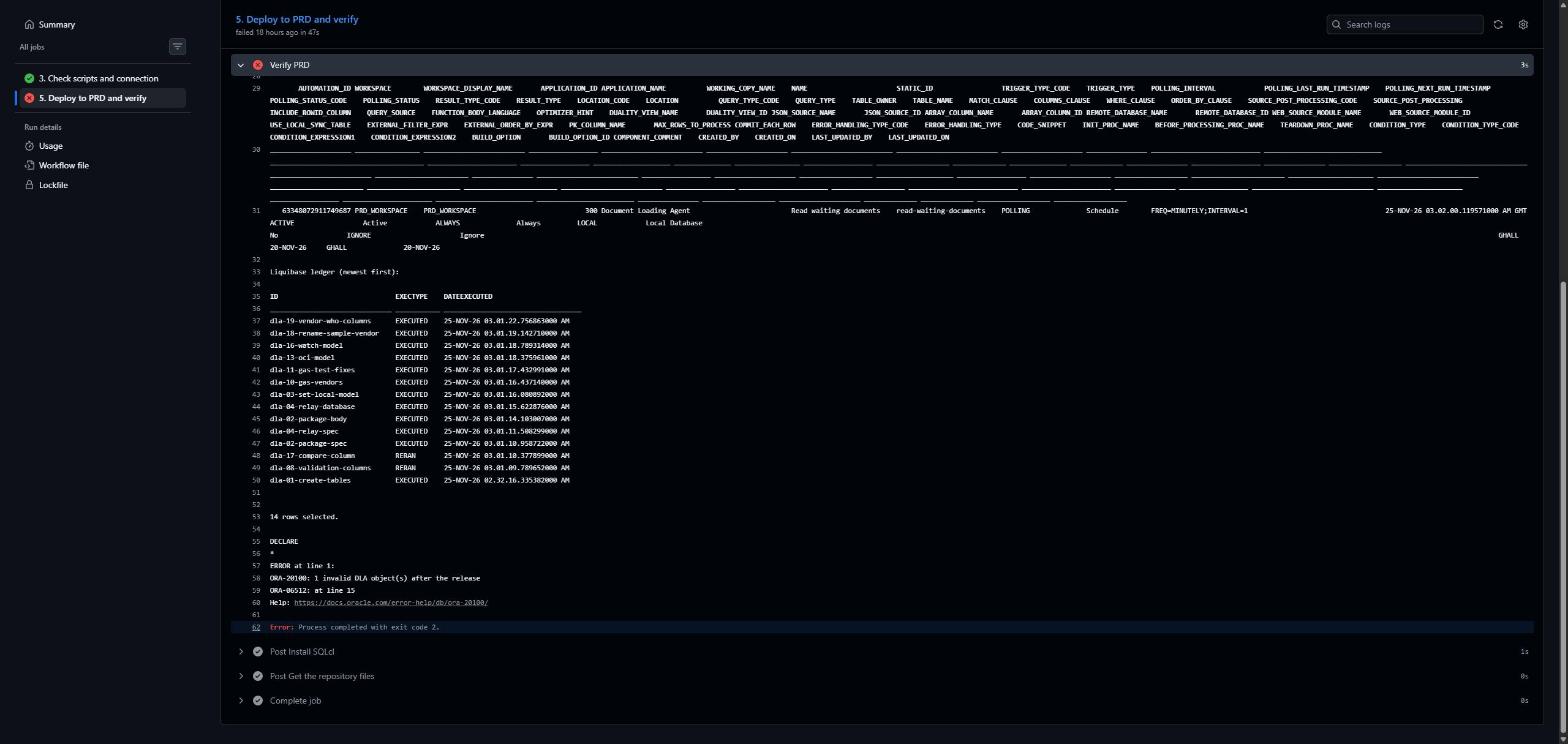 Summary
All jobs
3. Check scripts and connection
5. Deploy to PRD and verify
Run details
Usage
Workflow file
Lockfile
5. Deploy to PRD and verify
failed 18 hours ago in 47s
Search logs
Verify PRD 3s
28
29 AUTOMATION_ID WORKSPACE WORKSPACE_DISPLAY_NAME APPLICATION_ID APPLICATION_NAME WORKING_COPY_NAME NAME STATIC_ID TRIGGER_TYPE_CODE TRIGGER_TYPE POLLING_INTERVAL POLLING_LAST_RUN_TIMESTAMP POLLING_NEXT_RUN_TIMESTAMP
POLLING_STATUS_CODE POLLING_STATUS RESULT_TYPE_CODE RESULT_TYPE LOCATION_CODE LOCATION QUERY_TYPE_CODE QUERY_TYPE TABLE_OWNER TABLE_NAME MATCH_CLAUSE COLUMNS_CLAUSE WHERE_CLAUSE ORDER_BY_CLAUSE SOURCE_POST_PROCESSING_CODE SOURCE_POST_PROCESSING
INCLUDE_ROWID_COLUMN QUERY_SOURCE FUNCTION_BODY_LANGUAGE OPTIMIZER_HINT DUALITY_VIEW_NAME DUALITY_VIEW_ID JSON_SOURCE_NAME JSON_SOURCE_ID ARRAY_COLUMN_NAME ARRAY_COLUMN_ID REMOTE_DATABASE_NAME REMOTE_DATABASE_ID WEB_SOURCE_MODULE_NAME WEB_SOURCE_MODULE_ID
USE_LOCAL_SYNC_TABLE EXTERNAL_FILTER_EXPR EXTERNAL_ORDER_BY_EXPR PK_COLUMN_NAME MAX_ROWS_TO_PROCESS COMMIT_EACH_ROW ERROR_HANDLING_TYPE_CODE ERROR_HANDLING_TYPE CODE_SNIPPET INIT_PROC_NAME BEFORE_PROCESSING_PROC_NAME TEARDOWN_PROC_NAME CONDITION_TYPE CONDITION_TYPE_CODE
CONDITION_EXPRESSION1 CONDITION_EXPRESSION2 BUILD_OPTION BUILD_OPTION_ID COMPONENT_COMMENT CREATED_BY CREATED_ON LAST_UPDATED_BY LAST_UPDATED_ON
30
31 63348072911749687 PRD_WORKSPACE PRD_WORKSPACE 300 Document Loading Agent Read waiting documents read-waiting-documents POLLING Schedule FREQ=MINUTELY;INTERVAL=1 25-NOV-26 03.02.00.119571000 AM GMT
ACTIVE Active ALWAYS Always LOCAL Local Database
No IGNORE Ignore GHALL
20-NOV-26 GHALL 20-NOV-26
32
33 Liquibase ledger (newest first):
34
35 ID EXECTYPE DATEEXECUTED
36
37 dla-19-vendor-who-columns EXECUTED 25-NOV-26 03.01.22.756863000 AM
38 dla-18-rename-sample-vendor EXECUTED 25-NOV-26 03.01.19.142710000 AM
39 dla-16-watch-model EXECUTED 25-NOV-26 03.01.18.789314000 AM
40 dla-13-oci-model EXECUTED 25-NOV-26 03.01.18.375961000 AM
41 dla-11-gas-test-fixes EXECUTED 25-NOV-26 03.01.17.432991000 AM
42 dla-10-gas-vendors EXECUTED 25-NOV-26 03.01.16.437140000 AM
43 dla-03-set-local-model EXECUTED 25-NOV-26 03.01.16.080892000 AM
44 dla-04-relay-database EXECUTED 25-NOV-26 03.01.15.622876000 AM
45 dla-02-package-body EXECUTED 25-NOV-26 03.01.14.103007000 AM
46 dla-04-relay-spec EXECUTED 25-NOV-26 03.01.11.508299000 AM
47 dla-02-package-spec EXECUTED 25-NOV-26 03.01.10.958722000 AM
48 dla-17-compare-column RERAN 25-NOV-26 03.01.10.377899000 AM
49 dla-08-validation-columns RERAN 25-NOV-26 03.01.09.789652000 AM
50 dla-01-create-tables EXECUTED 25-NOV-26 02.32.16.335382000 AM
51
52
53 14 rows selected.
54
55 DECLARE
56 *
57 ERROR at line 1:
58 ORA-20100: 1 invalid DLA object(s) after the release
59 ORA-06512: at line 15
60 Help: https://docs.oracle.com/error-help/db/ora-20100/
61
62 Error: Process completed with exit code 2.
Post Install SQLcl 1s
Post Get the repository files 0s
Complete job 0s